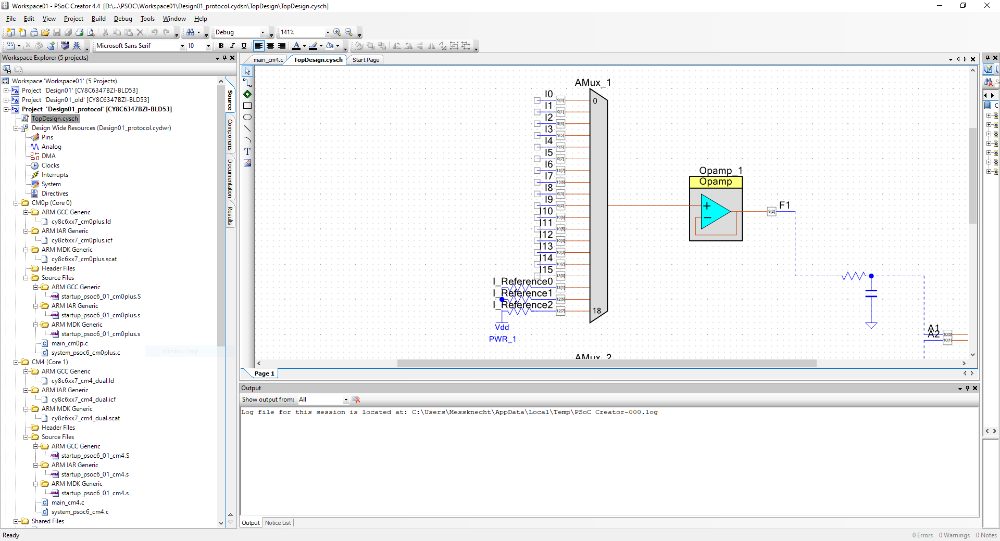 Workspace01 - PSoC Creator 4.4 [D:\...\PSOC\Workspace01\Design01_protocol.cydsn\TopDesign\TopDesign.cysch]
File Edit View Project Build Debug Tools Window Help
Debug 141%
Microsoft Sans Serif 10 B I U
Workspace Explorer (5 projects)
Workspace 'Workspace01' (5 Projects)
Project 'Design01' [CY8C6347BZI-BLD53]
Project 'Design01_old' [CY8C6347BZI-BLD53]
Project 'Design01_protocol' [CY8C6347BZI-BLD53]
TopDesign.cysch
Design Wide Resources (Design01_protocol.cydwr)
Pins
Analog
DMA
Clocks
Interrupts
System
Directives
CM0p (Core 0)
ARM GCC Generic
cy8c6xx7_cm0plus.ld
ARM IAR Generic
cy8c6xx7_cm0plus.icf
ARM MDK Generic
cy8c6xx7_cm0plus.scat
Header Files
Source Files
ARM GCC Generic
startup_psoc6_01_cm0plus.S
ARM IAR Generic
startup_psoc6_01_cm0plus.s
ARM MDK Generic
startup_psoc6_01_cm0plus.s
main_cm0p.c
system_psoc6_cm0plus.c
Window Snip
CM4 (Core 1)
ARM GCC Generic
cy8c6xx7_cm4_dual.ld
ARM IAR Generic
cy8c6xx7_cm4_dual.icf
ARM MDK Generic
cy8c6xx7_cm4_dual.scat
Header Files
Source Files
ARM GCC Generic
startup_psoc6_01_cm4.S
ARM IAR Generic
startup_psoc6_01_cm4.s
ARM MDK Generic
startup_psoc6_01_cm4.s
main_cm4.c
system_psoc6_cm4.c
Shared Files
Source
Components
Documentation
Results
main_cm4.c TopDesign.cysch Start Page
AMux_1
I0 9[0] 0
I1 9[1]
I2 9[4]
I3 9[5]
I4 9[6]
I5 9[7]
I6 13[7]
I7 13[6]
I8 6[3]
I9 6[2]
I10 10[6]
I11 10[5]
I12 10[4]
I13 10[3]
I14 10[2]
I15 13[0]
I_Reference0 13[1]
I_Reference1 12[6]
I_Reference2 12[7] 18
Vdd
PWR_1
Opamp_1
Opamp
9[2] F1
A1 10[0]
A2 10[1]
AMux_2
Page 1
Output
Show output from: All
Log file for this session is located at: C:\Users\Messknecht\AppData\Local\Temp\PSoC Creator-000.log
Output Notice List
Ready
0 Errors 0 Warnings 0 Notes